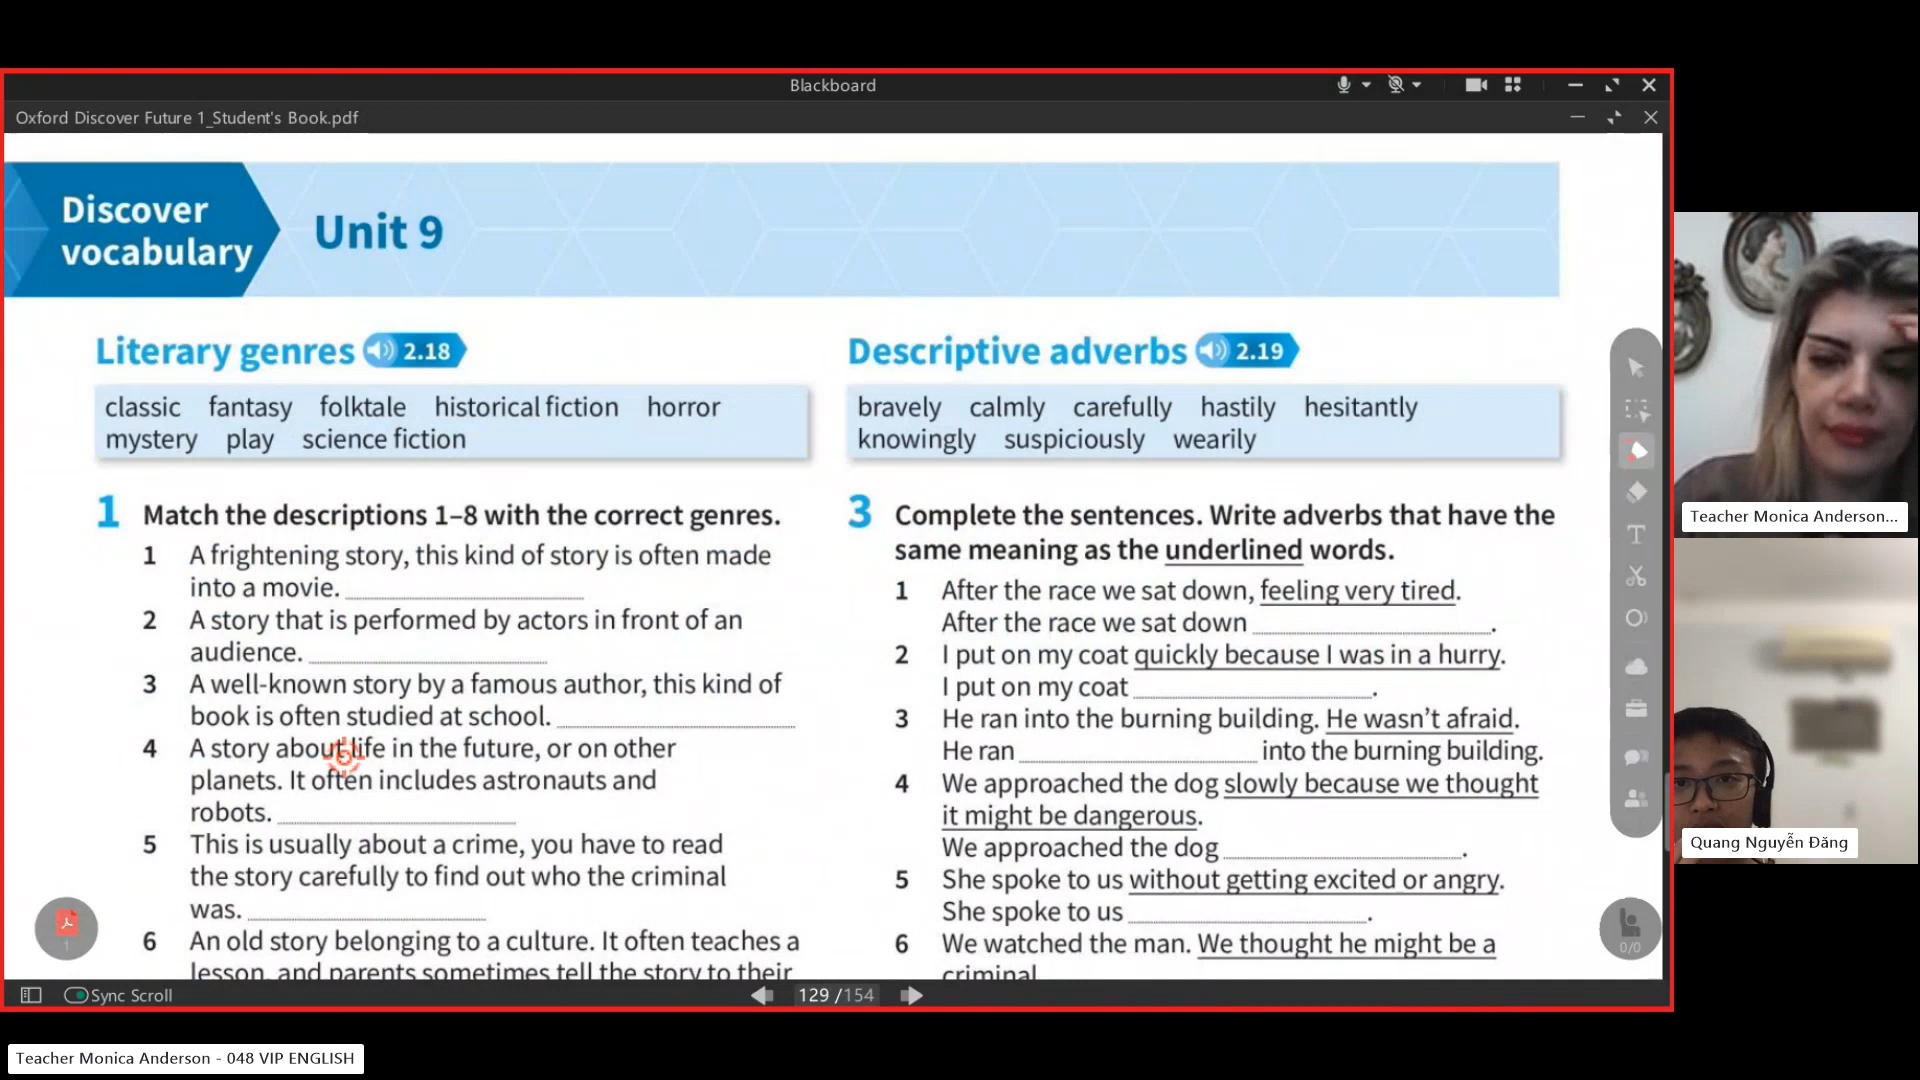 Blackboard
Oxford Discover Future 1_Student's Book.pdf
Discover
vocabulary
Unit 9
Literary genres 2.18
classic fantasy folktale historical fiction horror
mystery play science fiction
1 Match the descriptions 1–8 with the correct genres.
1 A frightening story, this kind of story is often made
into a movie.
2 A story that is performed by actors in front of an
audience.
3 A well-known story by a famous author, this kind of
book is often studied at school.
4 A story about life in the future, or on other
planets. It often includes astronauts and
robots.
5 This is usually about a crime, you have to read
the story carefully to find out who the criminal
was.
6 An old story belonging to a culture. It often teaches a
lesson, and parents sometimes tell the story to their
Descriptive adverbs 2.19
bravely calmly carefully hastily hesitantly
knowingly suspiciously wearily
3 Complete the sentences. Write adverbs that have the
same meaning as the underlined words.
1 After the race we sat down, feeling very tired.
After the race we sat down .
2 I put on my coat quickly because I was in a hurry.
I put on my coat .
3 He ran into the burning building. He wasn't afraid.
He ran into the burning building.
4 We approached the dog slowly because we thought
it might be dangerous.
We approached the dog .
5 She spoke to us without getting excited or angry.
She spoke to us .
6 We watched the man. We thought he might be a
criminal
1
0/0
Sync Scroll
129 /154
Teacher Monica Anderson...
Quang Nguyễn Đăng
Teacher Monica Anderson - 048 VIP ENGLISH